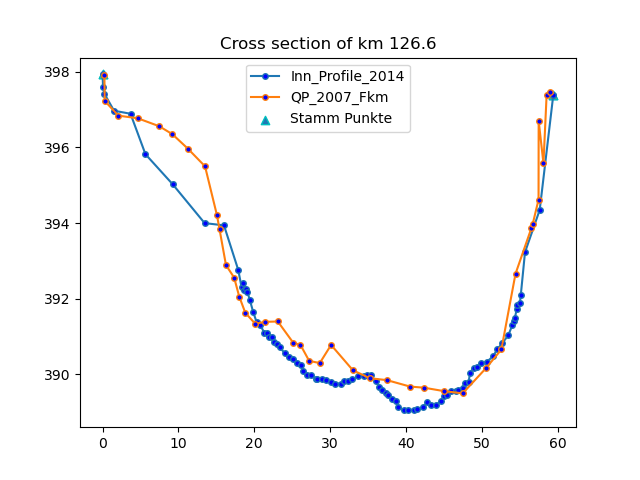 Cross section of km 126.6
Inn_Profile_2014
QP_2007_Fkm
Stamm Punkte
398
396
394
392
390
0 10 20 30 40 50 60